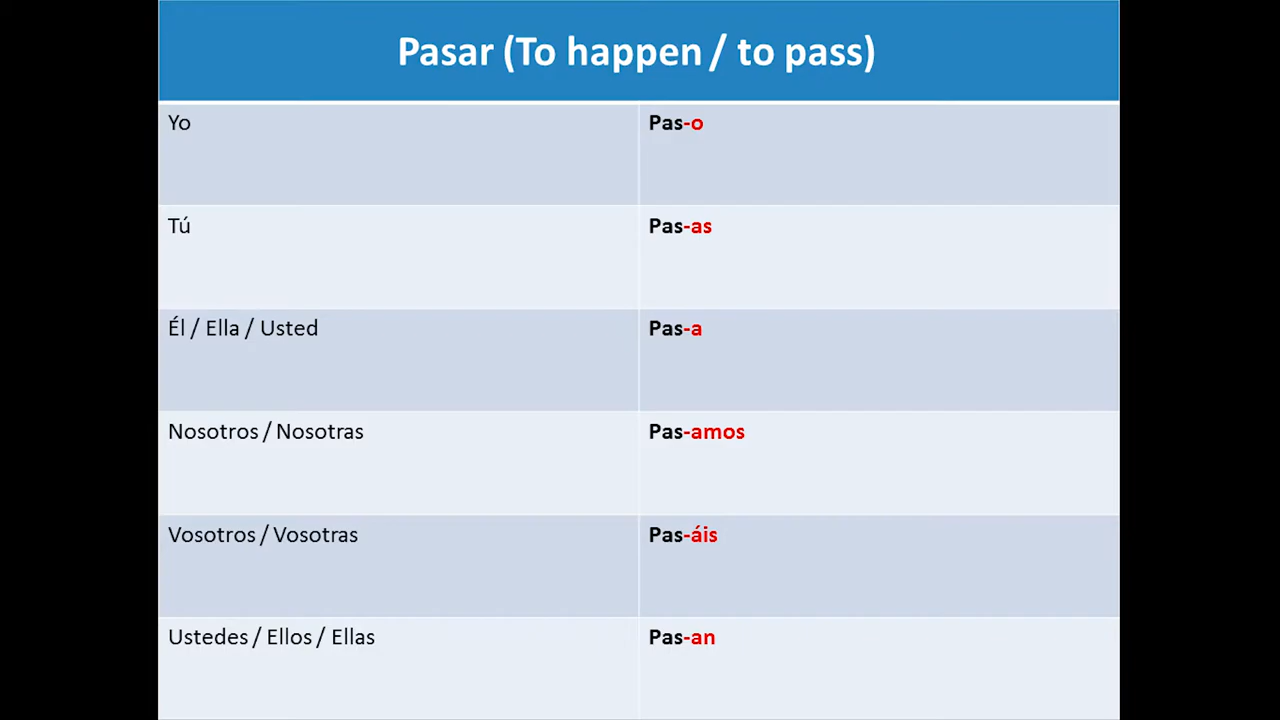 Pasar (To happen / to pass)
Yo Pas-o
Tú Pas-as
Él / Ella / Usted Pas-a
Nosotros / Nosotras Pas-amos
Vosotros / Vosotras Pas-áis
Ustedes / Ellos / Ellas Pas-an